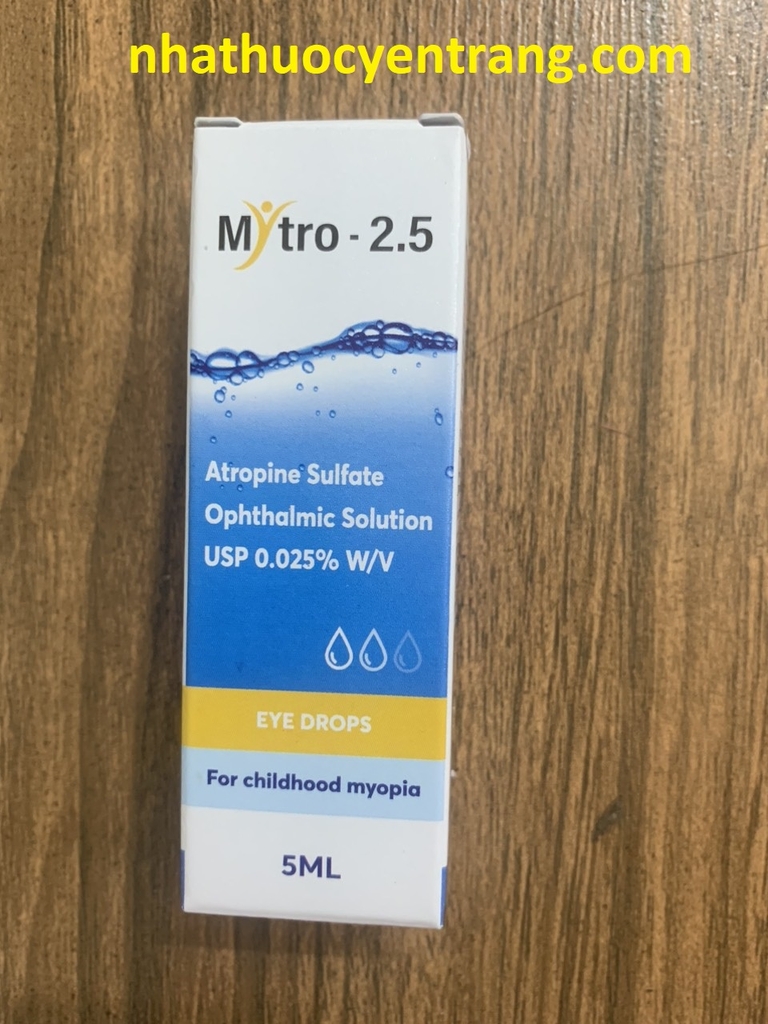 nhathuocyentrang.com
Mytro - 2.5
Atropine Sulfate
Ophthalmic Solution
USP 0.025% W/V
EYE DROPS
For childhood myopia
5ML